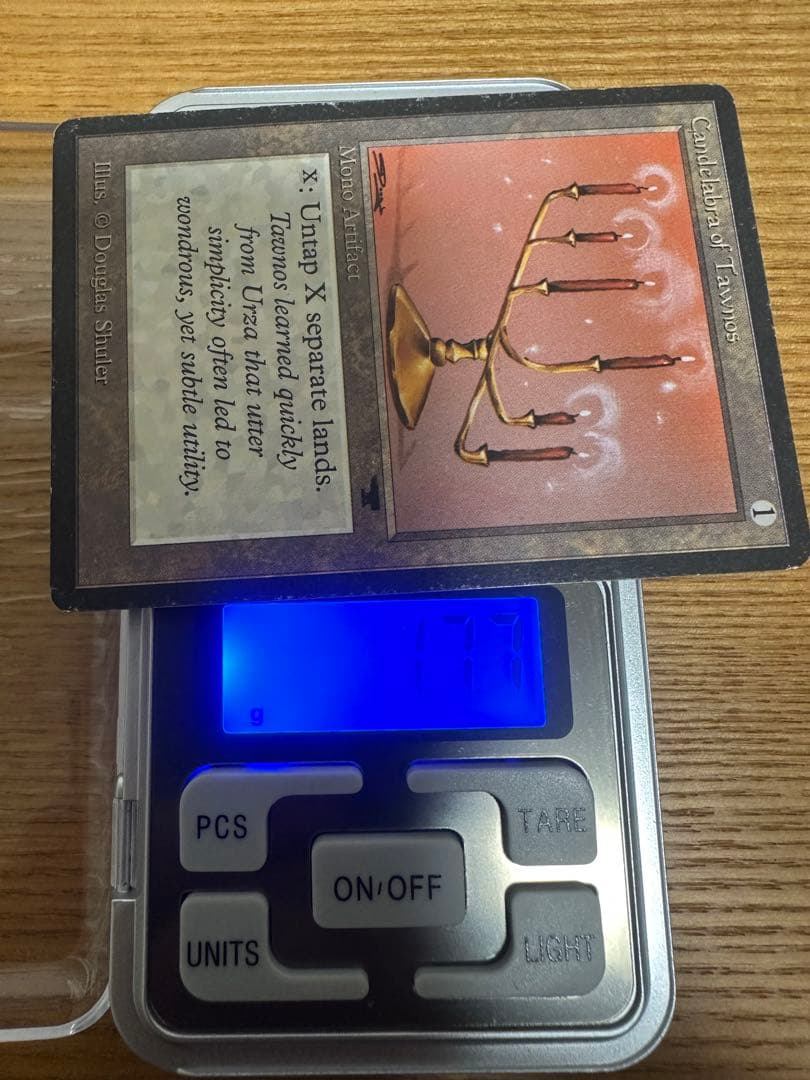 Candelabra of Tawnos
1
Mono Artifact
X: Untap X separate lands.
Tawnos learned quickly
from Urza that utter
simplicity often led to
wondrous, yet subtle utility.
Illus. © Douglas Shuler
g
PCS
TARE
ON/OFF
UNITS
LIGHT